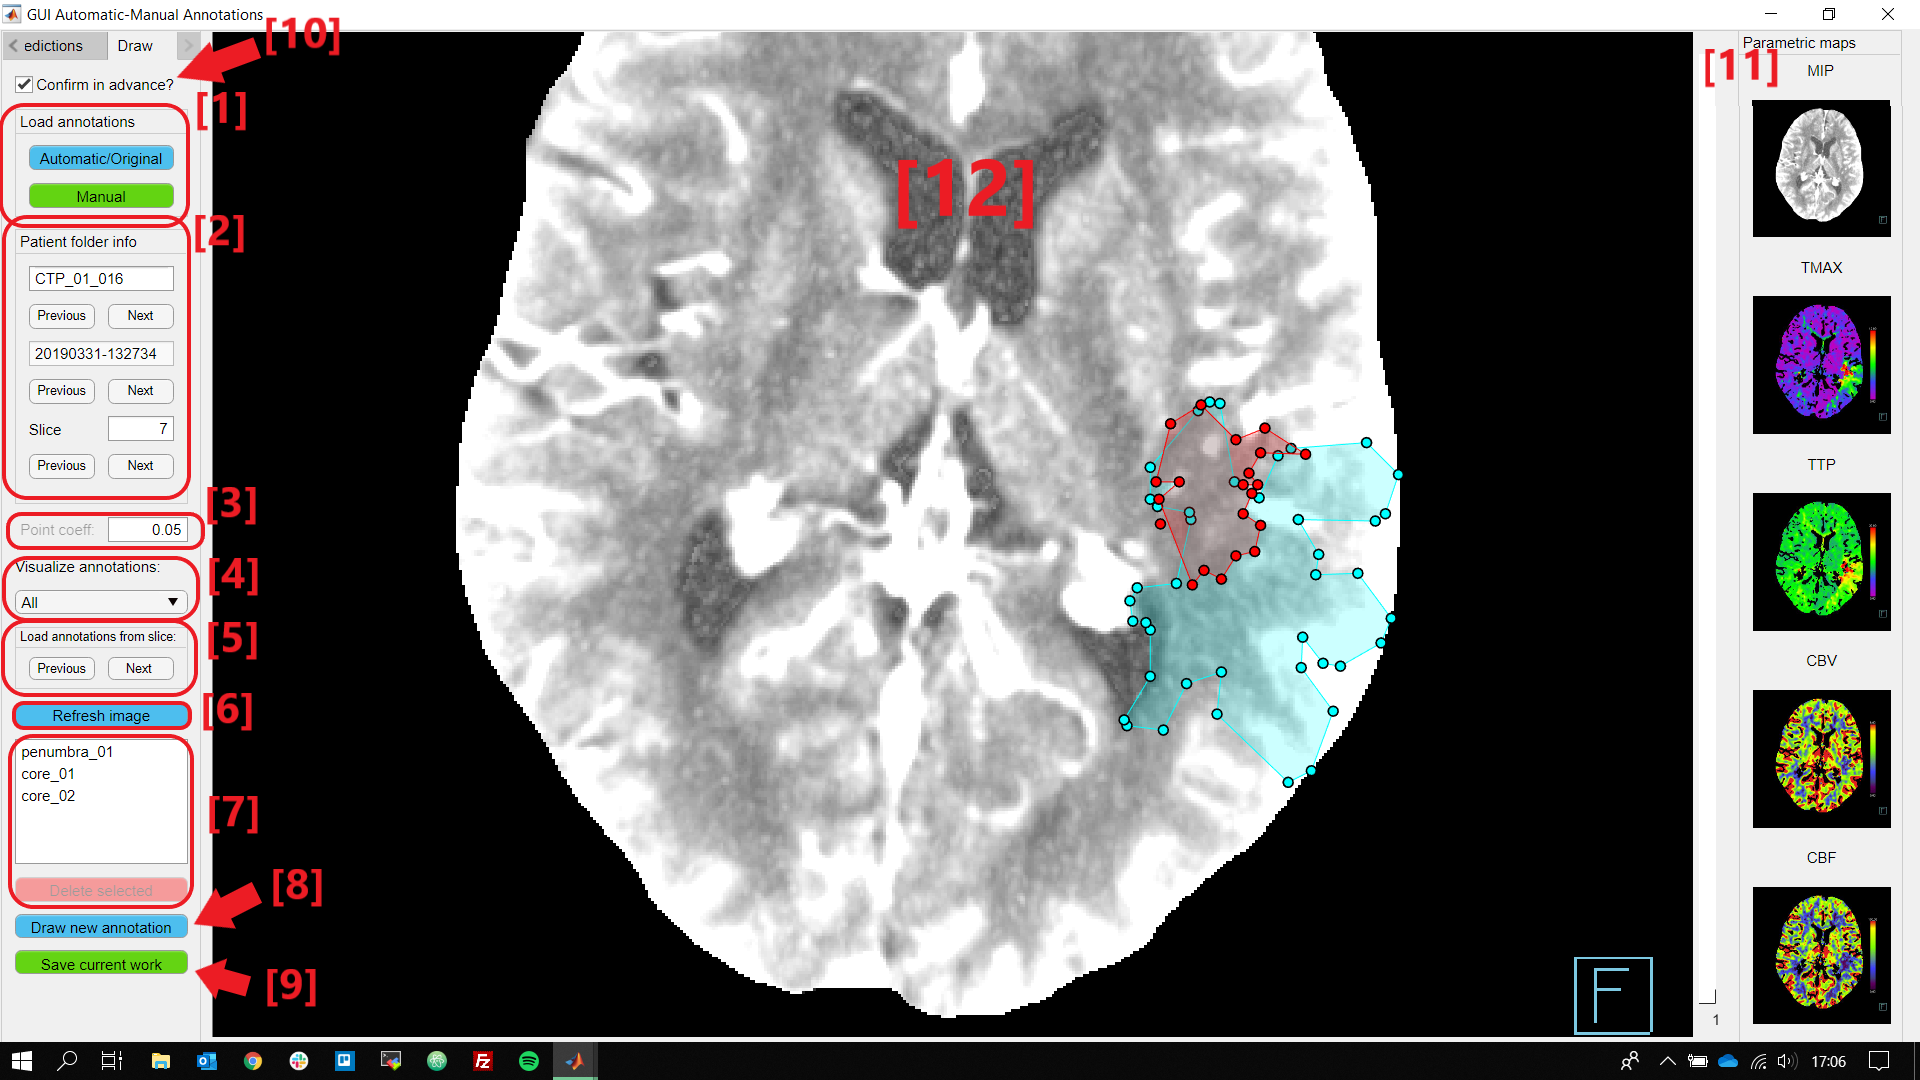 GUI Automatic-Manual Annotations
edictions
Draw
[10]
Confirm in advance?
[1]
Load annotations
Automatic/Original
Manual
[2]
Patient folder info
CTP_01_016
Previous Next
20190331-132734
Previous Next
Slice 7
Previous Next
[3]
Point coeff: 0.05
[4]
Visualize annotations:
All
[5]
Load annotations from slice:
Previous Next
[6]
Refresh image
penumbra_01
core_01
core_02
[7]
Delete selected
[8]
Draw new annotation
Save current work
[9]
[12]
F
[11]
1
Parametric maps
MIP
TMAX
TTP
CBV
CBF
17:06